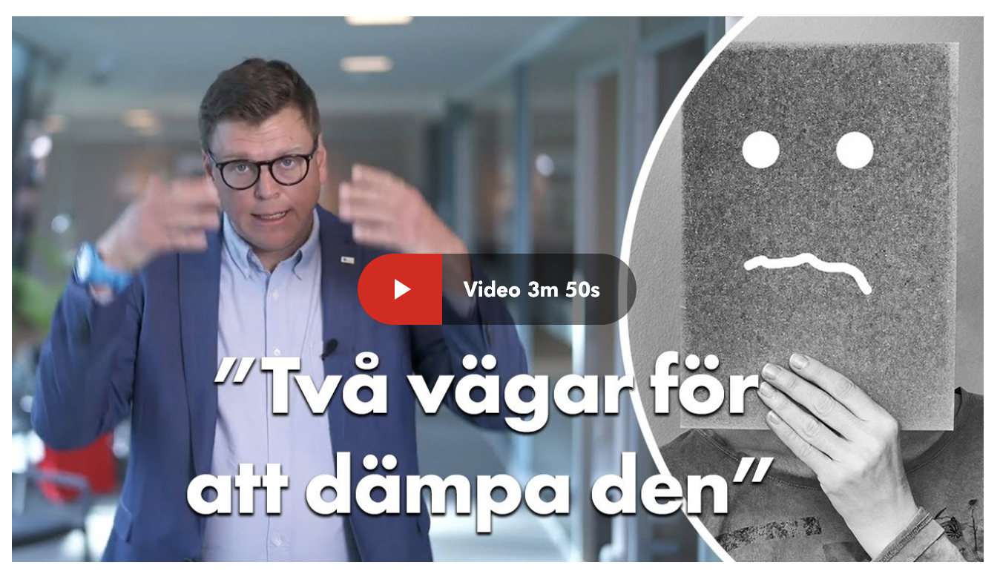 Video 3m 50s
”Två vägar för
att dämpa den”